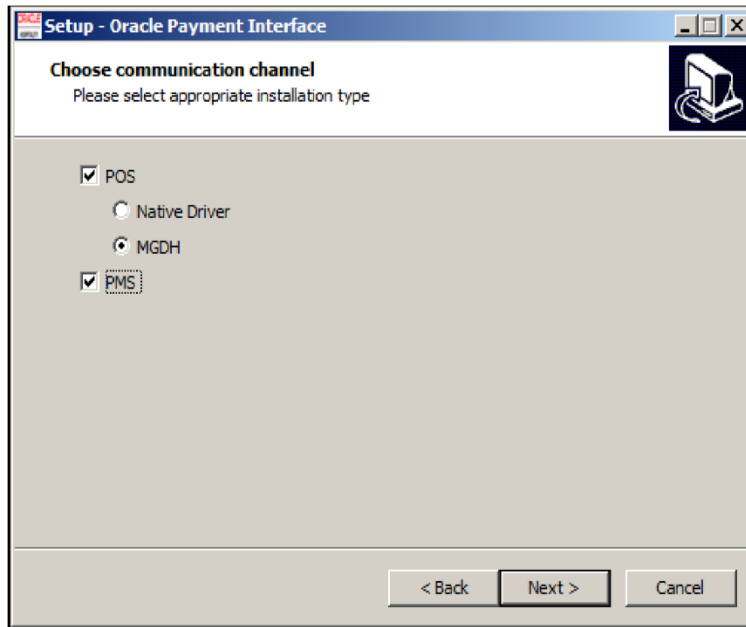 Setup - Oracle Payment Interface
Choose communication channel
Please select appropriate installation type
POS
Native Driver
MGDH
PMS
< Back
Next >
Cancel